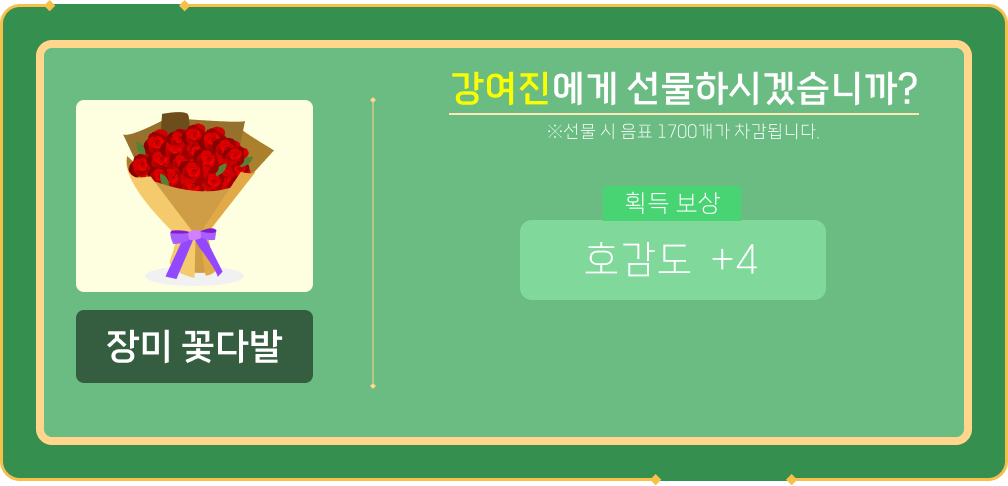 강여진에게 선물하시겠습니까?
※선물 시 음표 1700개가 차감됩니다.
획득 보상
호감도 +4
장미 꽃다발